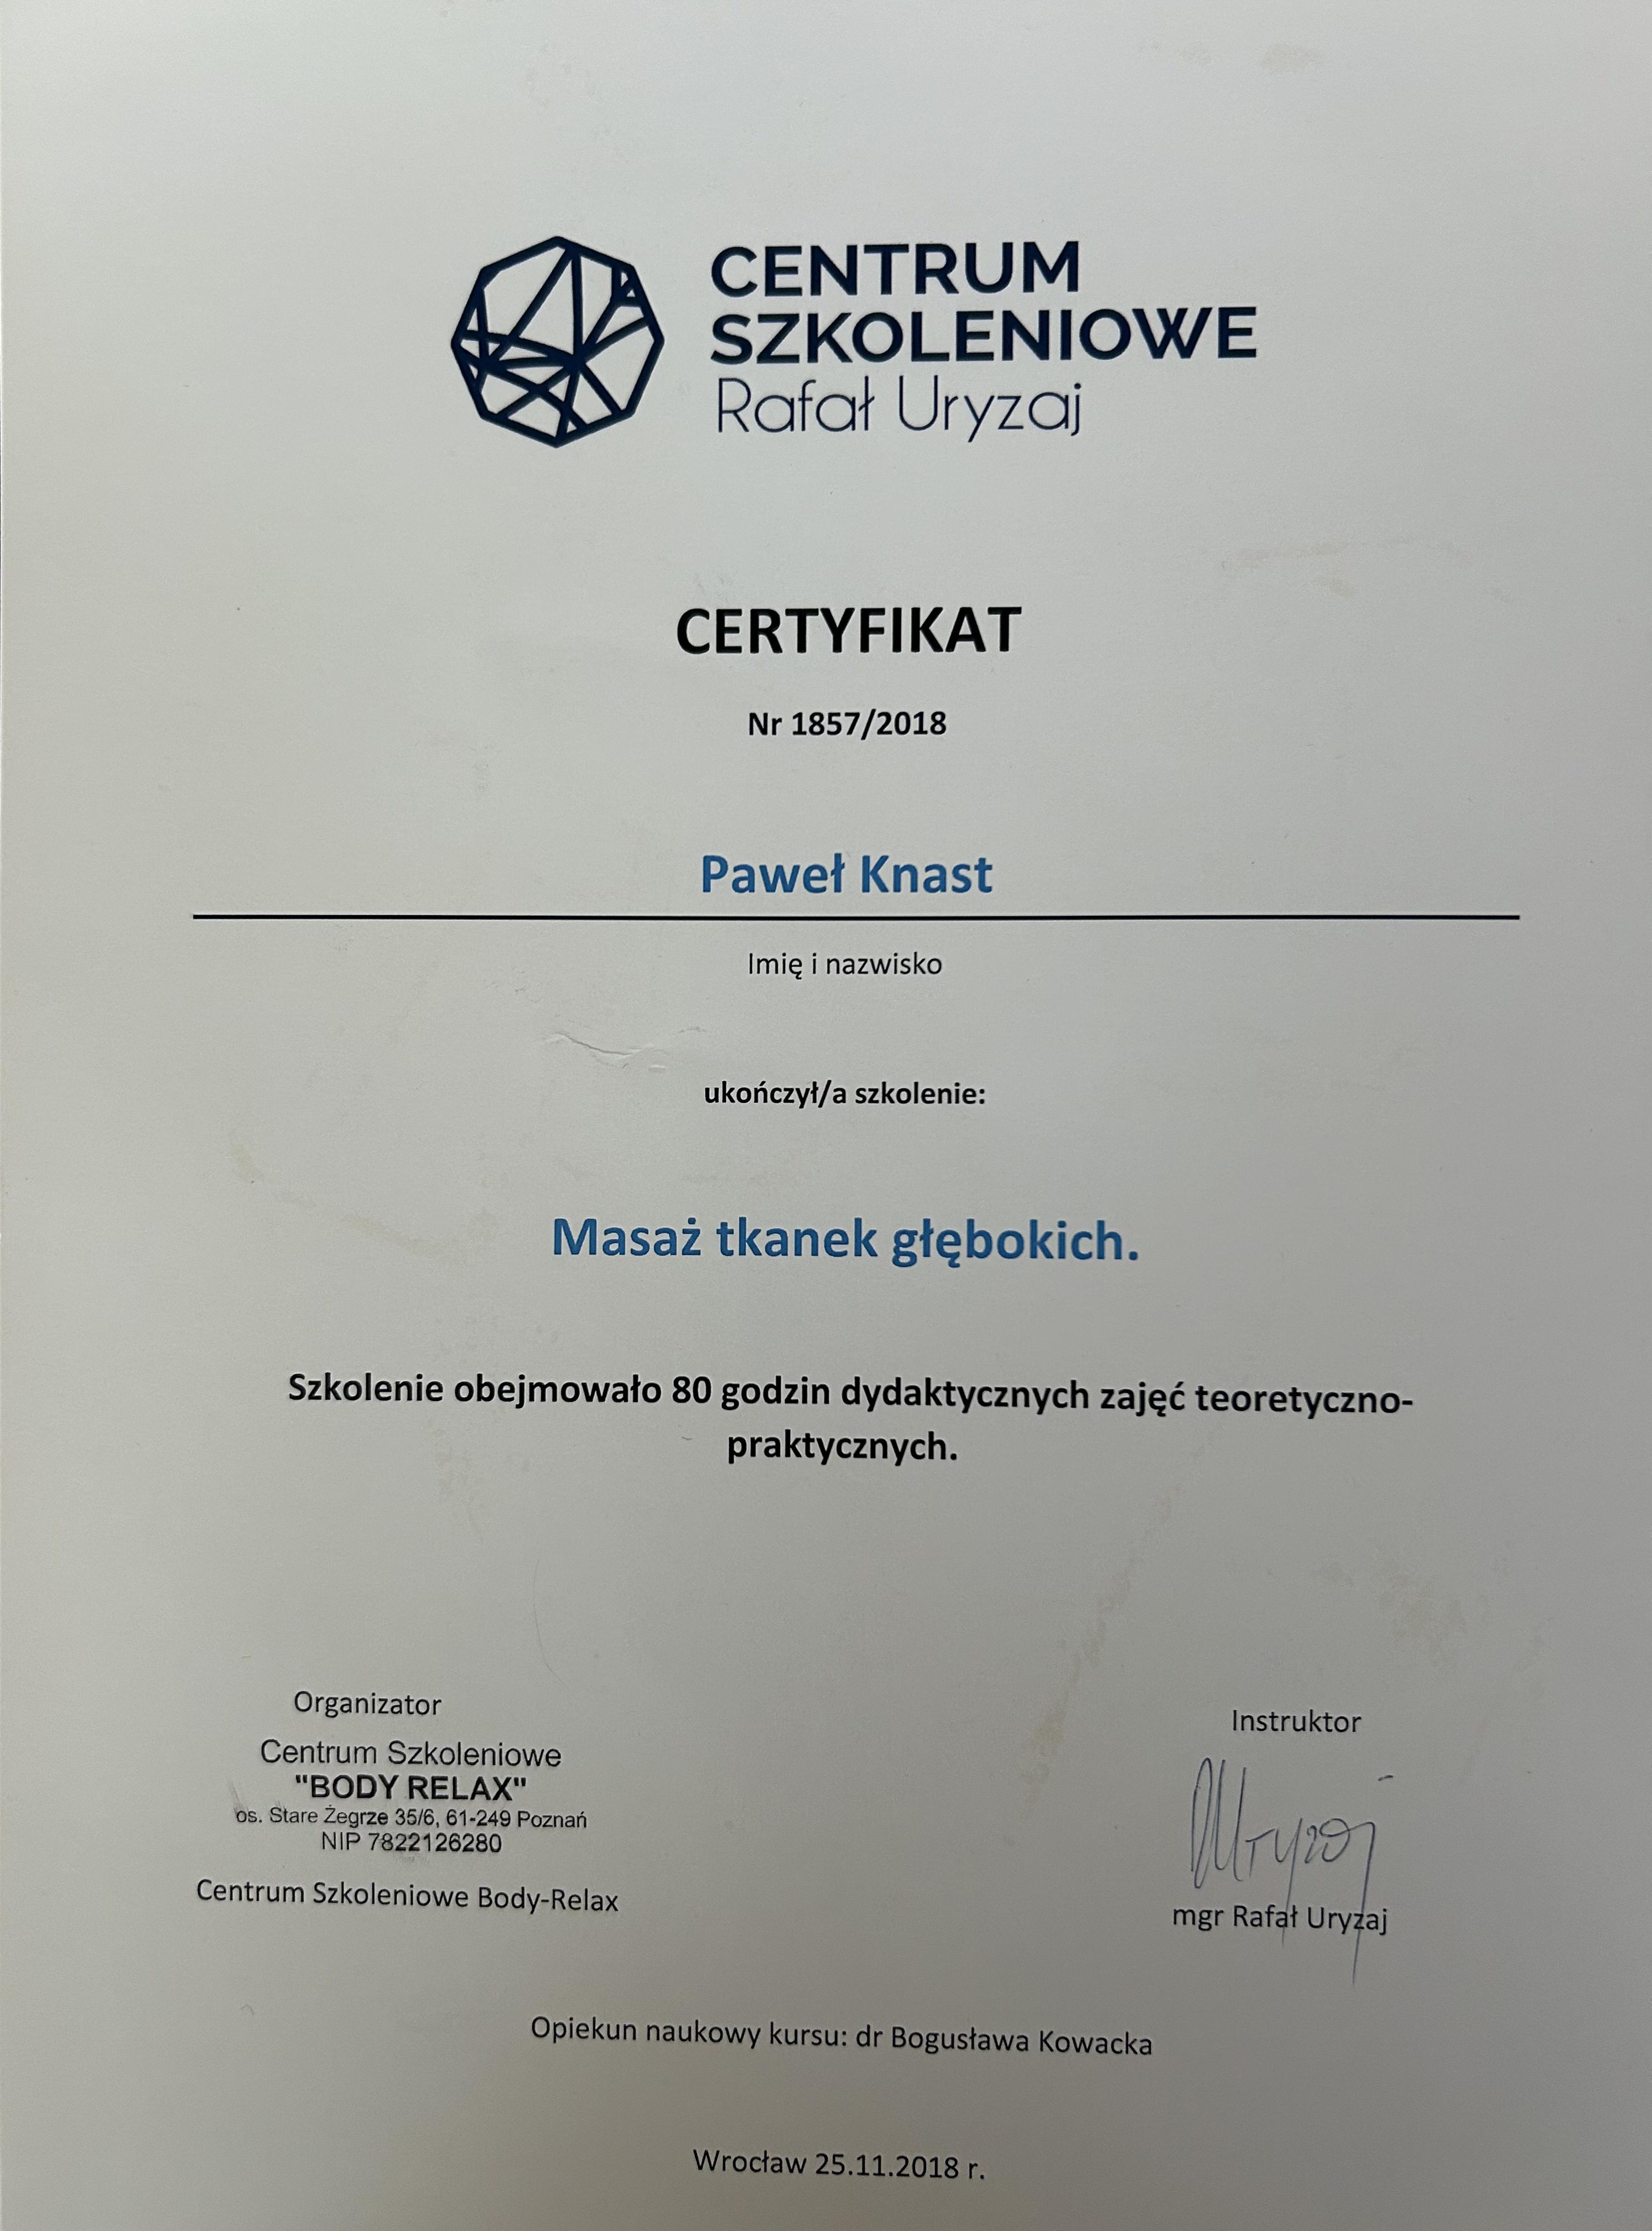 CENTRUM
SZKOLENIOWE
Rafał Uryzaj
CERTYFIKAT
Nr 1857/2018
Paweł Knast
Imię i nazwisko
ukończył/a szkolenie:
Masaż tkanek głębokich.
Szkolenie obejmowało 80 godzin dydaktycznych zajęć teoretyczno-
praktycznych.
Organizator
Centrum Szkoleniowe
"BODY RELAX"
os. Stare Żegrze 35/6, 61-249 Poznań
NIP 7822126280
Centrum Szkoleniowe Body-Relax
Instruktor
mgr Rafał Uryzaj
Opiekun naukowy kursu: dr Bogusława Kowacka
Wrocław 25.11.2018 r.